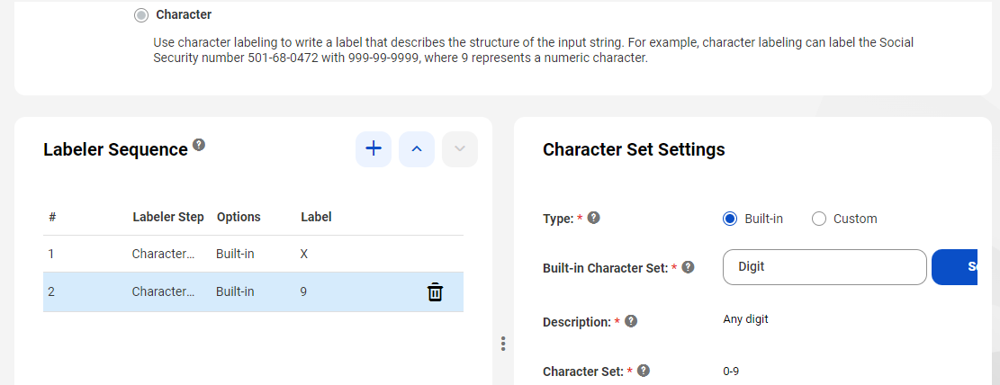 Character
Use character labeling to write a label that describes the structure of the input string. For example, character labeling can label the Social
Security number 501-68-0472 with 999-99-9999, where 9 represents a numeric character.
Labeler Sequence ?
# Labeler Step Options Label
1 Character... Built-in X
2 Character... Built-in 9
Character Set Settings
Type: * ? Built-in Custom
Built-in Character Set: * ? Digit
Description: * ? Any digit
Character Set: * ? 0-9